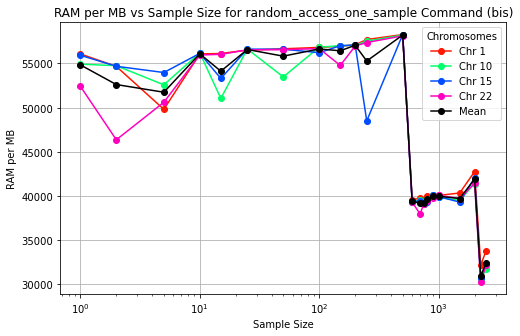 RAM per MB vs Sample Size for random_access_one_sample Command (bis)
RAM per MB
55000
50000
45000
40000
35000
30000
Chromosomes
Chr 1
Chr 10
Chr 15
Chr 22
Mean
10⁰
10¹
10²
10³
Sample Size